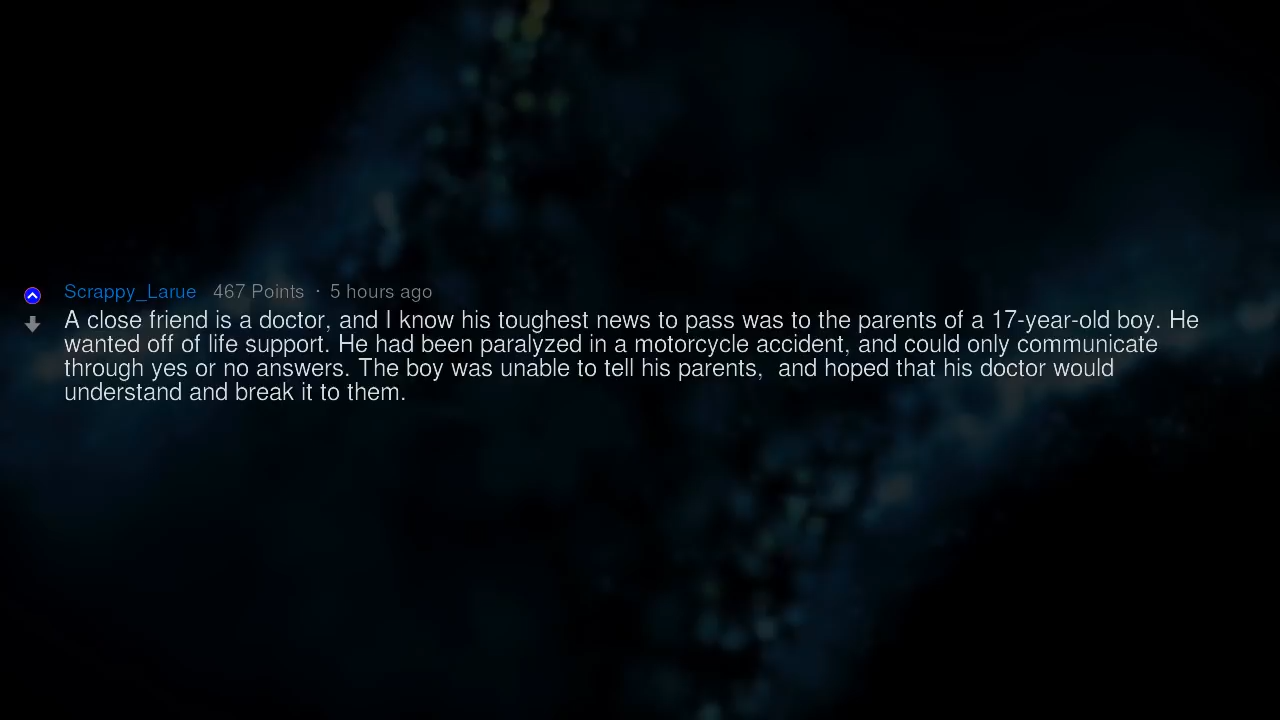 Scrappy_Larue 467 Points · 5 hours ago
A close friend is a doctor, and I know his toughest news to pass was to the parents of a 17-year-old boy. He
wanted off of life support. He had been paralyzed in a motorcycle accident, and could only communicate
through yes or no answers. The boy was unable to tell his parents,  and hoped that his doctor would
understand and break it to them.